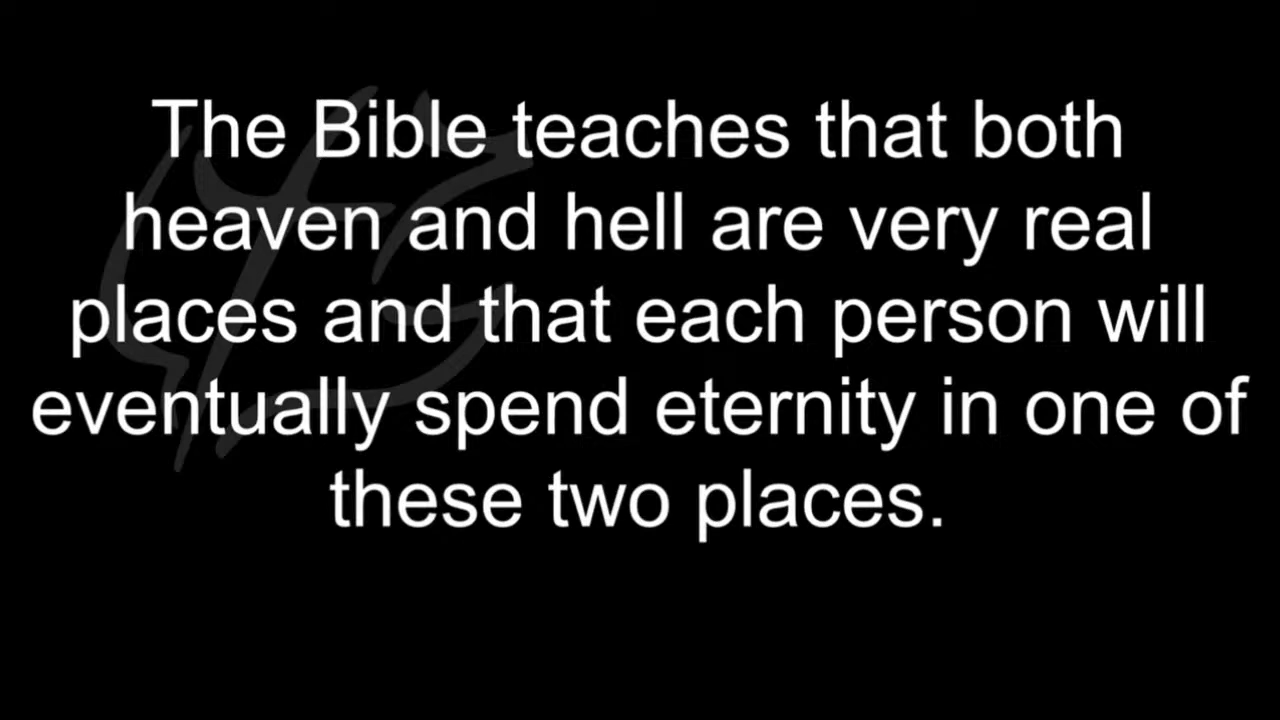 The Bible teaches that both
heaven and hell are very real
places and that each person will
eventually spend eternity in one of
these two places.